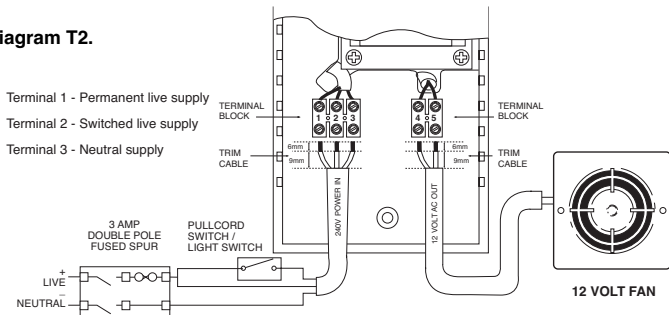 iagram T2.
Terminal 1 - Permanent live supply
Terminal 2 - Switched live supply
Terminal 3 - Neutral supply
TERMINAL
BLOCK
1 2 3
4 5
TERMINAL
BLOCK
6mm
9mm
6mm
9mm
TRIM
CABLE
TRIM
CABLE
240V POWER IN
12 VOLT AC OUT
3 AMP
DOUBLE POLE
FUSED SPUR
PULLCORD
SWITCH /
LIGHT SWITCH
+
LIVE
–
NEUTRAL
12 VOLT FAN